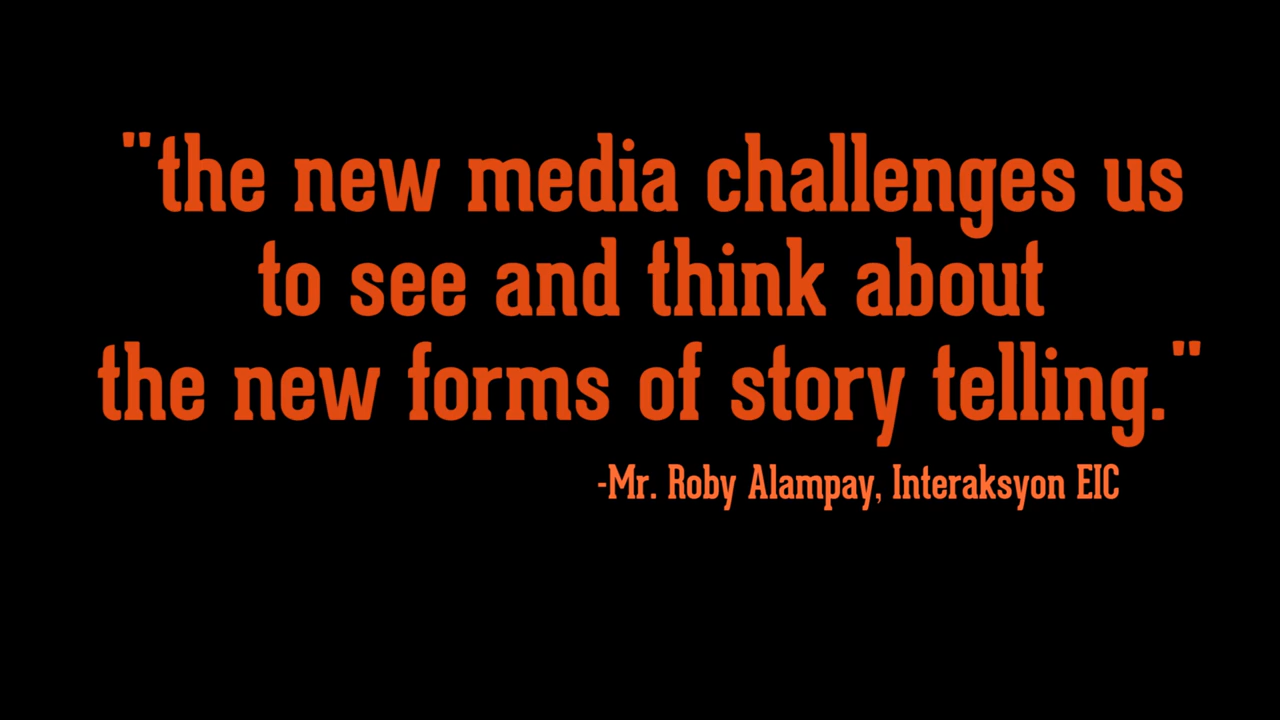 "the new media challenges us
to see and think about
the new forms of story telling."
-Mr. Roby Alampay, Interaksyon EIC